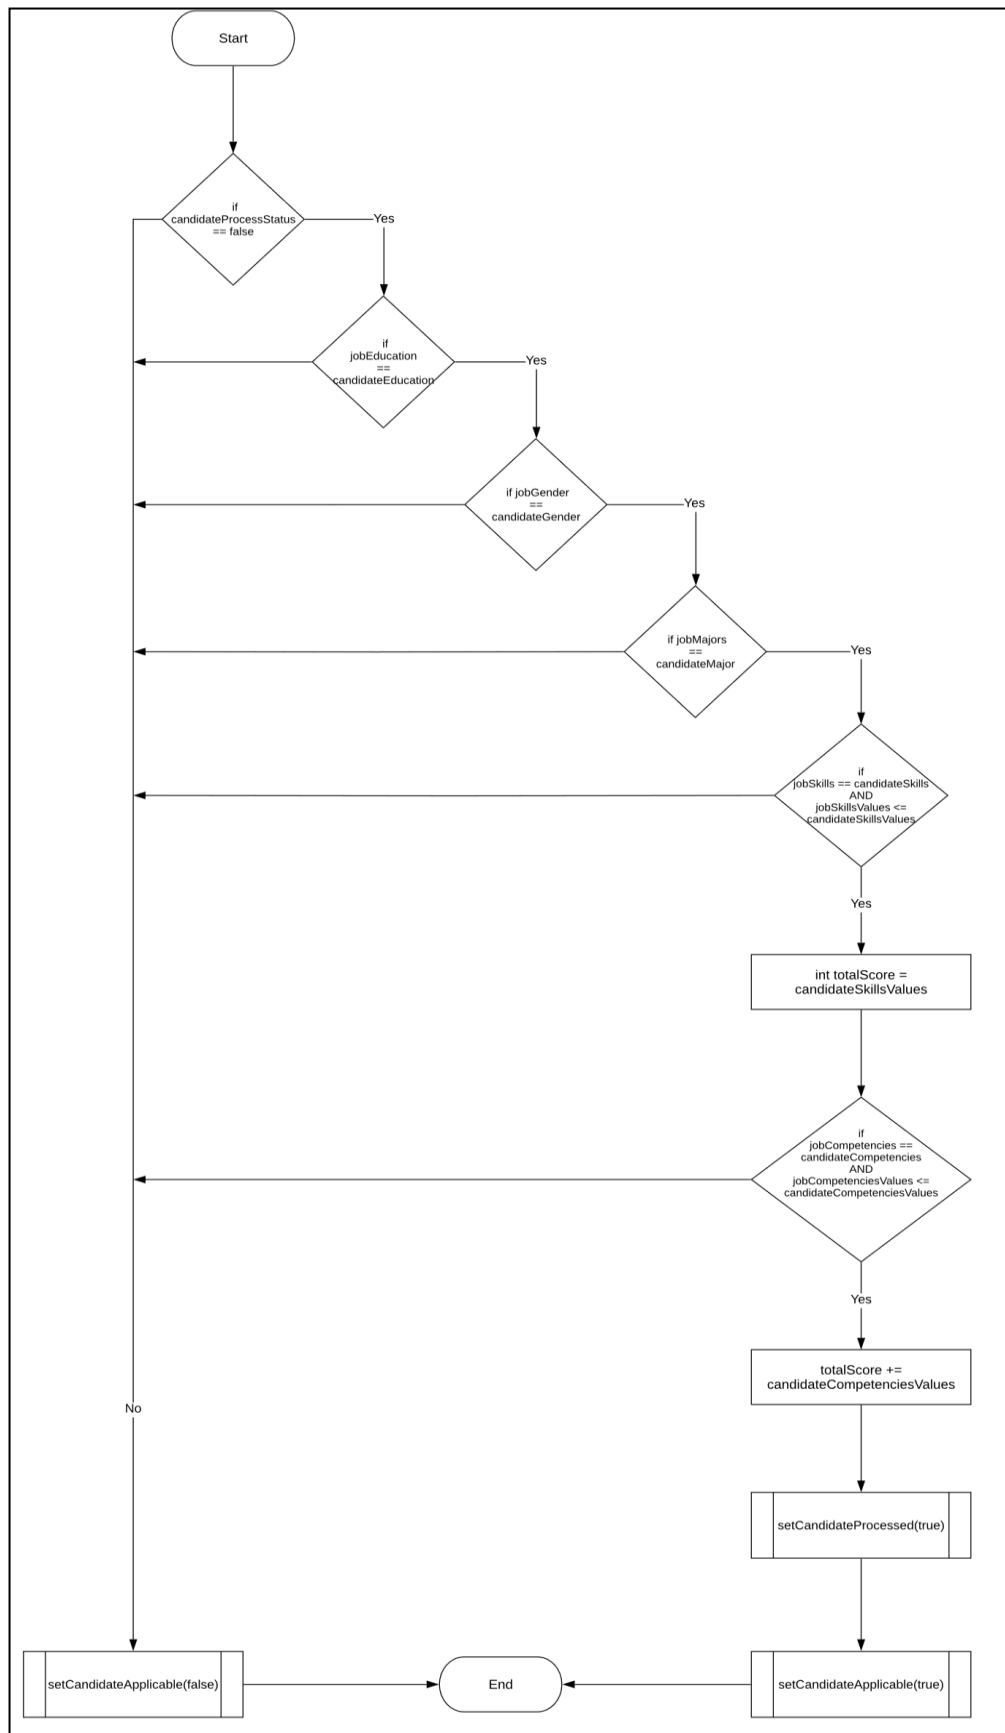 Start
if
candidateProcessStatus
== false
Yes
if
jobEducation
==
candidateEducation
Yes
if jobGender
==
candidateGender
Yes
if jobMajors
==
candidateMajor
Yes
if
jobSkills == candidateSkills
AND
jobSkillsValues <=
candidateSkillsValues
Yes
int totalScore =
candidateSkillsValues
if
jobCompetencies ==
candidateCompetencies
AND
jobCompetenciesValues <=
candidateCompetenciesValues
Yes
totalScore +=
candidateCompetenciesValues
No
setCandidateProcessed(true)
setCandidateApplicable(false)
End
setCandidateApplicable(true)